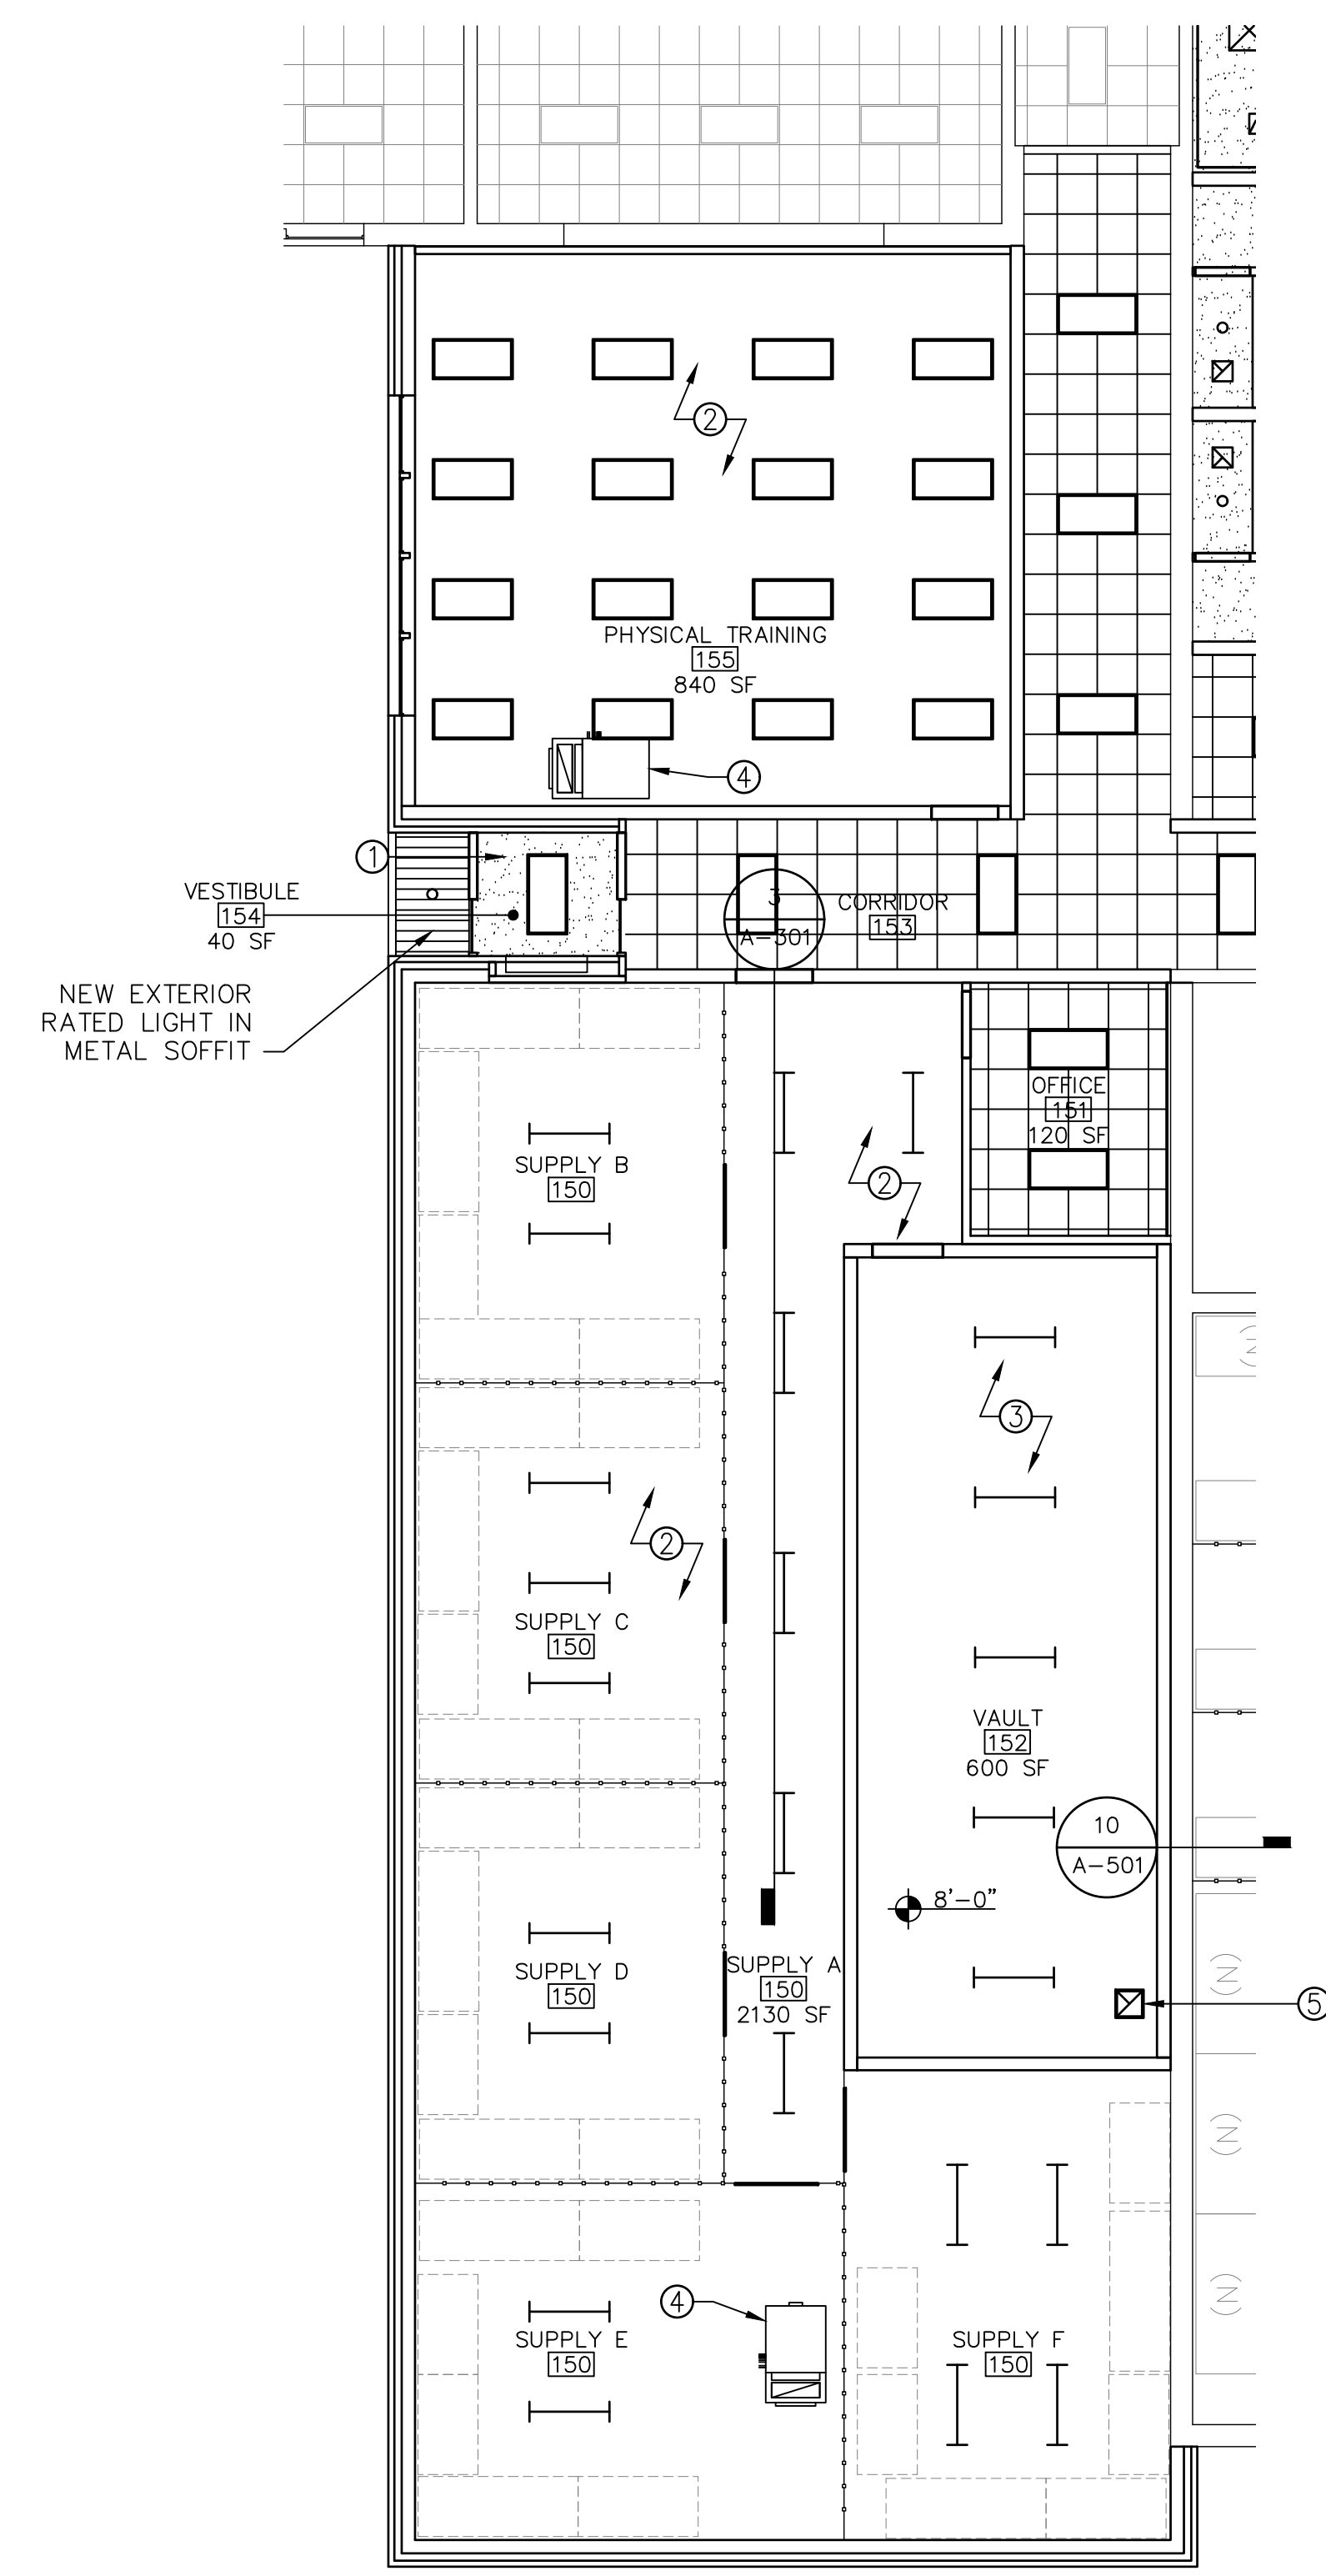 2
PHYSICAL TRAINING
155
840 SF
4
1
VESTIBULE
154
40 SF
3
A-301
CORRIDOR
153
NEW EXTERIOR
RATED LIGHT IN
METAL SOFFIT
OFFICE
151
120 SF
SUPPLY B
150
2
(N)
3
2
SUPPLY C
150
VAULT
152
600 SF
10
A-501
8'-0"
SUPPLY A
150
2130 SF
SUPPLY D
150
(N)
5
(N)
4
(N)
SUPPLY E
150
SUPPLY F
150